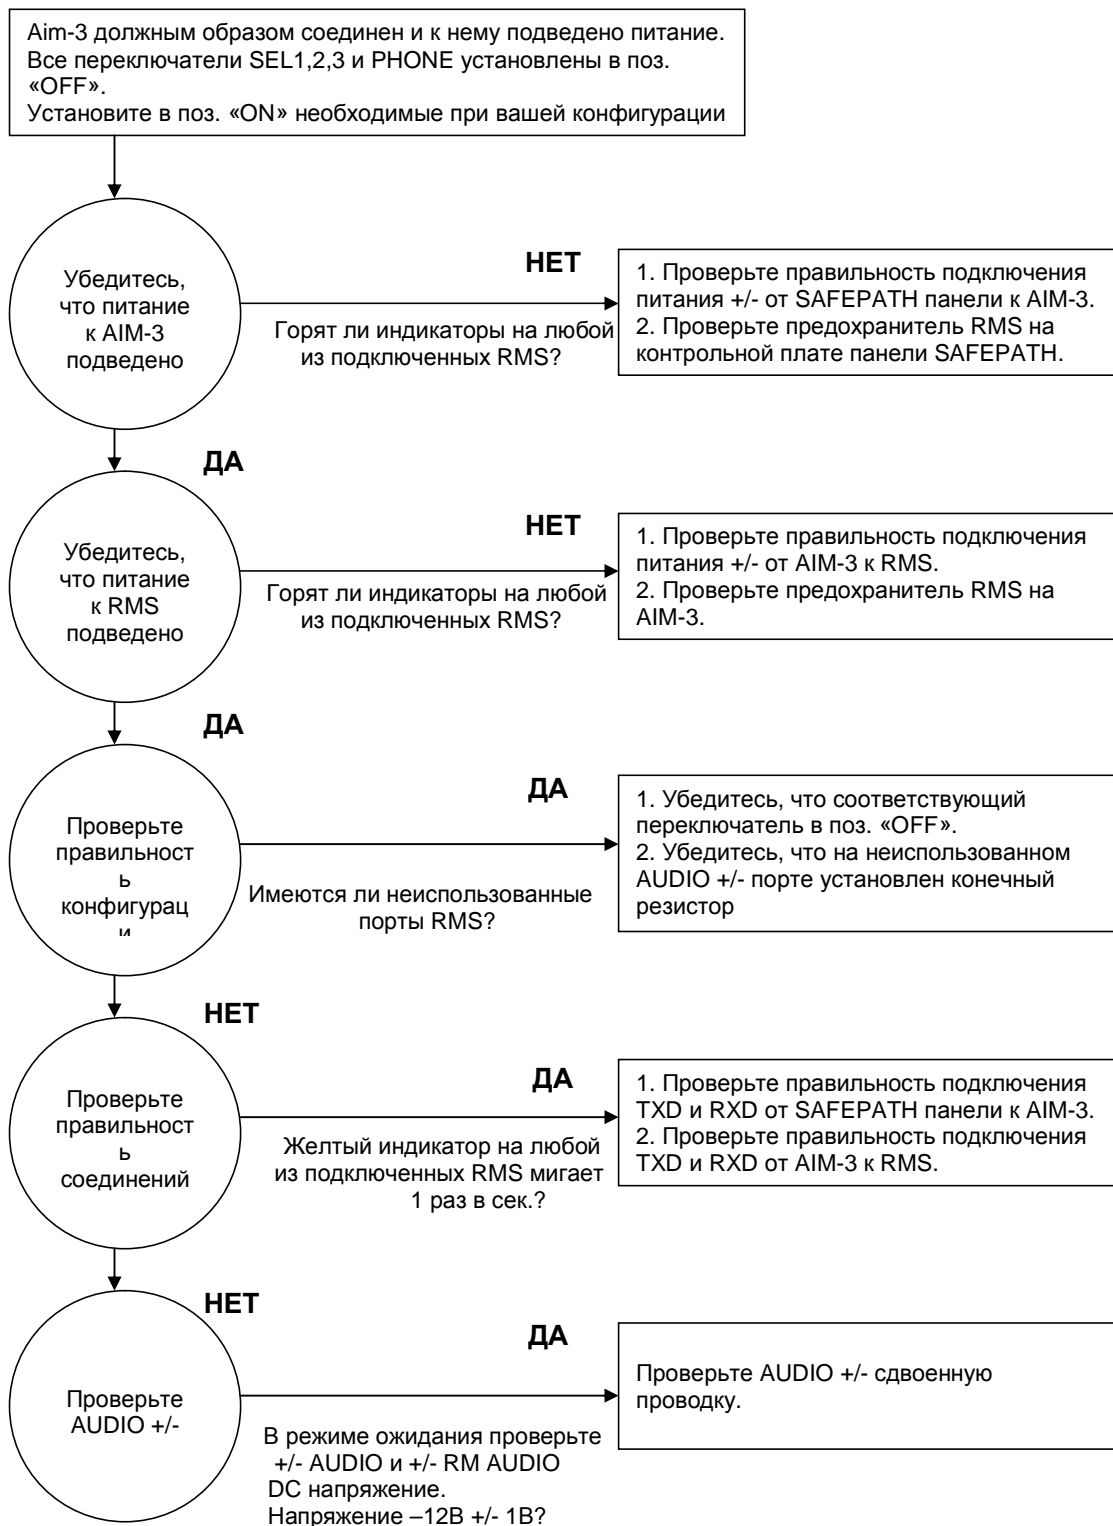 Aim-3 должным образом соединен и к нему подведено питание.
Все переключатели SEL1,2,3 и PHONE установлены в поз.
«OFF».
Установите в поз. «ON» необходимые при вашей конфигурации
Убедитесь,
что питание
к AIM-3
подведено
НЕТ
Горят ли индикаторы на любой
из подключенных RMS?
1. Проверьте правильность подключения
питания +/- от SAFEPATH панели к AIM-3.
2. Проверьте предохранитель RMS на
контрольной плате панели SAFEPATH.
ДА
Убедитесь,
что питание
к RMS
подведено
НЕТ
Горят ли индикаторы на любой
из подключенных RMS?
1. Проверьте правильность подключения
питания +/- от AIM-3 к RMS.
2. Проверьте предохранитель RMS на
AIM-3.
ДА
Проверьте
правильност
ь
конфигурац
и
ДА
Имеются ли неиспользованные
порты RMS?
1. Убедитесь, что соответствующий
переключатель в поз. «OFF».
2. Убедитесь, что на неиспользованном
AUDIO +/- порте установлен конечный
резистор
НЕТ
Проверьте
правильност
ь
соединений
ДА
Желтый индикатор на любой
из подключенных RMS мигает
1 раз в сек.?
1. Проверьте правильность подключения
TXD и RXD от SAFEPATH панели к AIM-3.
2. Проверьте правильность подключения
TXD и RXD от AIM-3 к RMS.
НЕТ
Проверьте
AUDIO +/-
ДА
В режиме ожидания проверьте
+/- AUDIO и +/- RM AUDIO
DC напряжение.
Напряжение –12В +/- 1В?
Проверьте AUDIO +/- сдвоенную
проводку.